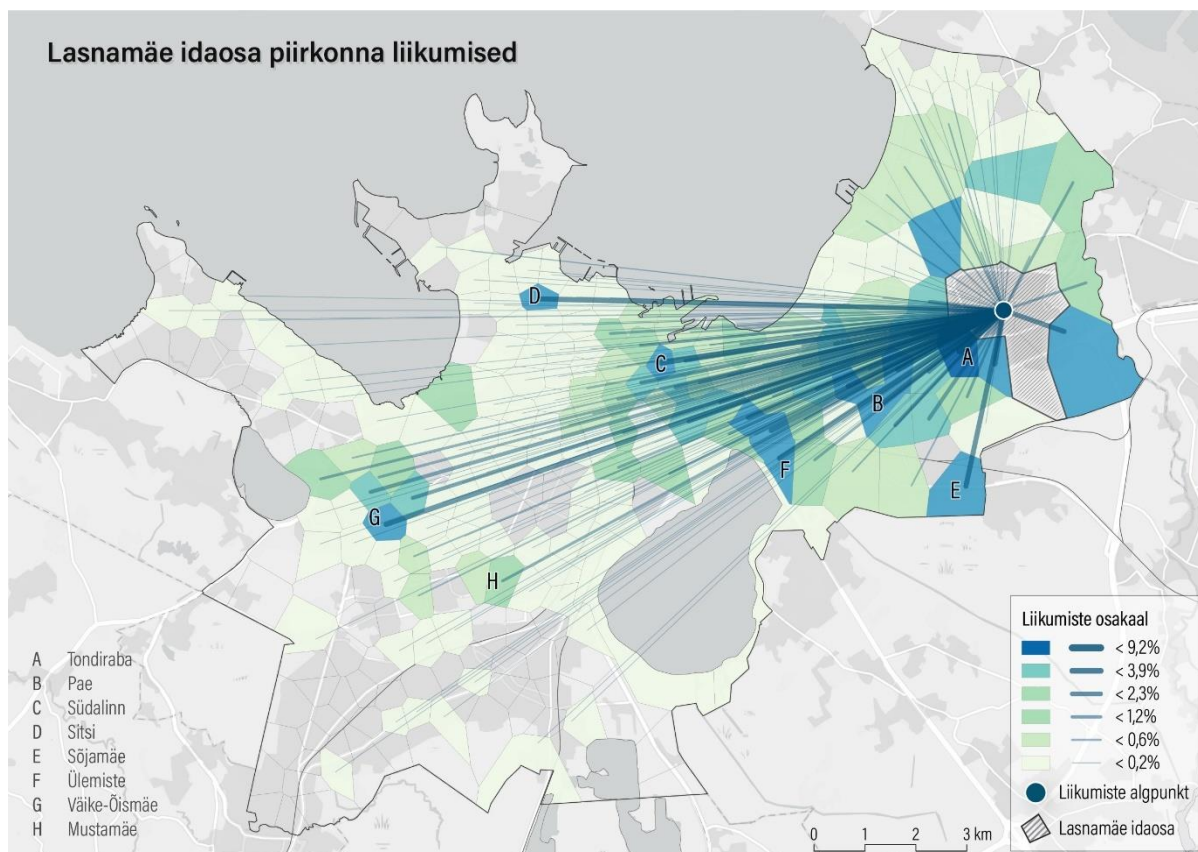 Lasnamäe idaosa piirkonna liikumised
D
C
A
B
F
E
G
H
A Tondiraba
B Pae
C Südalinn
D Sitsi
E Sõjamäe
F Ülemiste
G Väike-Õismäe
H Mustamäe
Liikumiste osakaal
< 9,2%
< 3,9%
< 2,3%
< 1,2%
< 0,6%
< 0,2%
Liikumiste algpunkt
Lasnamäe idaosa
0 1 2 3 km